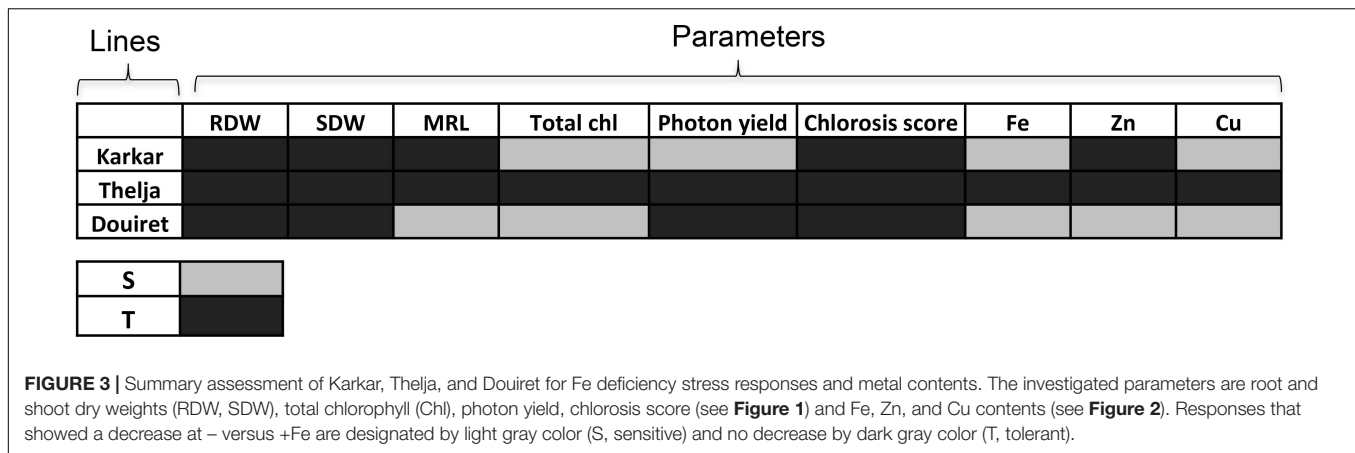 Lines Parameters
RDW SDW MRL Total chl Photon yield Chlorosis score Fe Zn Cu
Karkar
Thelja
Douiret
S
T
FIGURE 3 | Summary assessment of Karkar, Thelja, and Douiret for Fe deficiency stress responses and metal contents. The investigated parameters are root and
shoot dry weights (RDW, SDW), total chlorophyll (Chl), photon yield, chlorosis score (see Figure 1) and Fe, Zn, and Cu contents (see Figure 2). Responses that
showed a decrease at – versus +Fe are designated by light gray color (S, sensitive) and no decrease by dark gray color (T, tolerant).